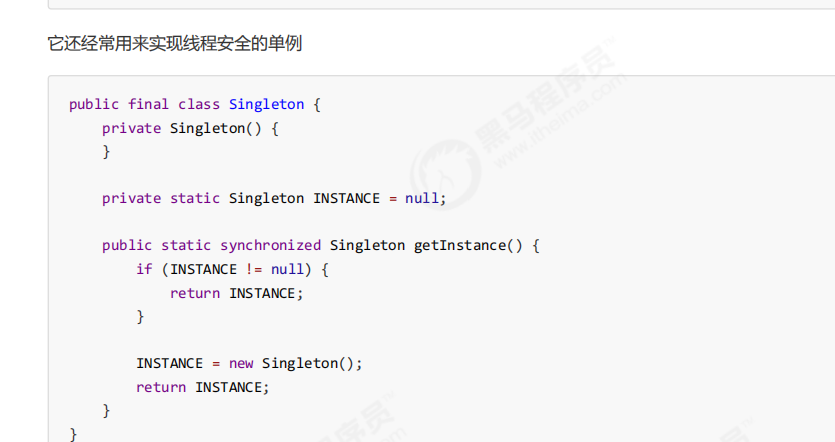 它还经常用来实现线程安全的单例
public final class Singleton {
    private Singleton() {
    }
    private static Singleton INSTANCE = null;
    public static synchronized Singleton getInstance() {
        if (INSTANCE != null) {
            return INSTANCE;
        }
        INSTANCE = new Singleton();
        return INSTANCE;
    }
}
黑马程序员™
www.itheima.com